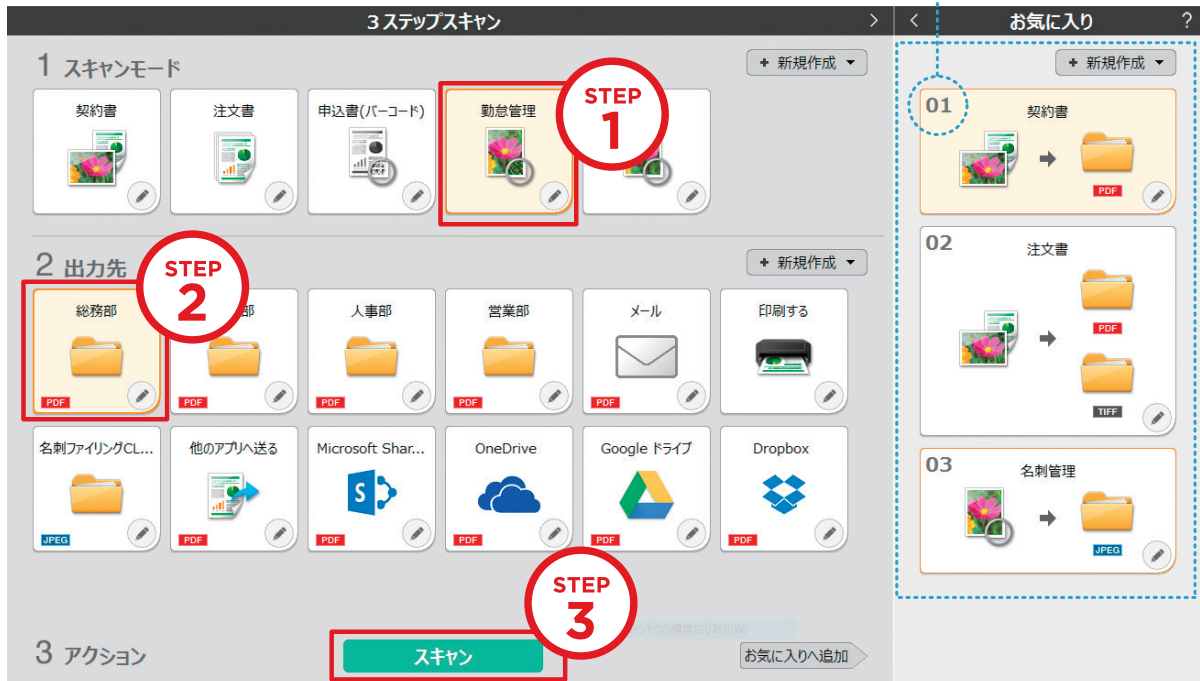 3ステップスキャン
お気に入り ?
1 スキャンモード
+ 新規作成
契約書
注文書
申込書(バーコード)
勤怠管理
STEP
1
2 出力先
+ 新規作成
STEP
2
総務部
PDF
部
PDF
人事部
PDF
営業部
PDF
メール
PDF
印刷する
名刺ファイリングCL...
JPEG
他のアプリへ送る
PDF
Microsoft Shar...
S
PDF
OneDrive
PDF
Google ドライブ
PDF
Dropbox
PDF
STEP
3
3 アクション
スキャン
お気に入りへ追加
+ 新規作成
01
契約書
PDF
02
注文書
PDF
TIFF
03
名刺管理
JPEG